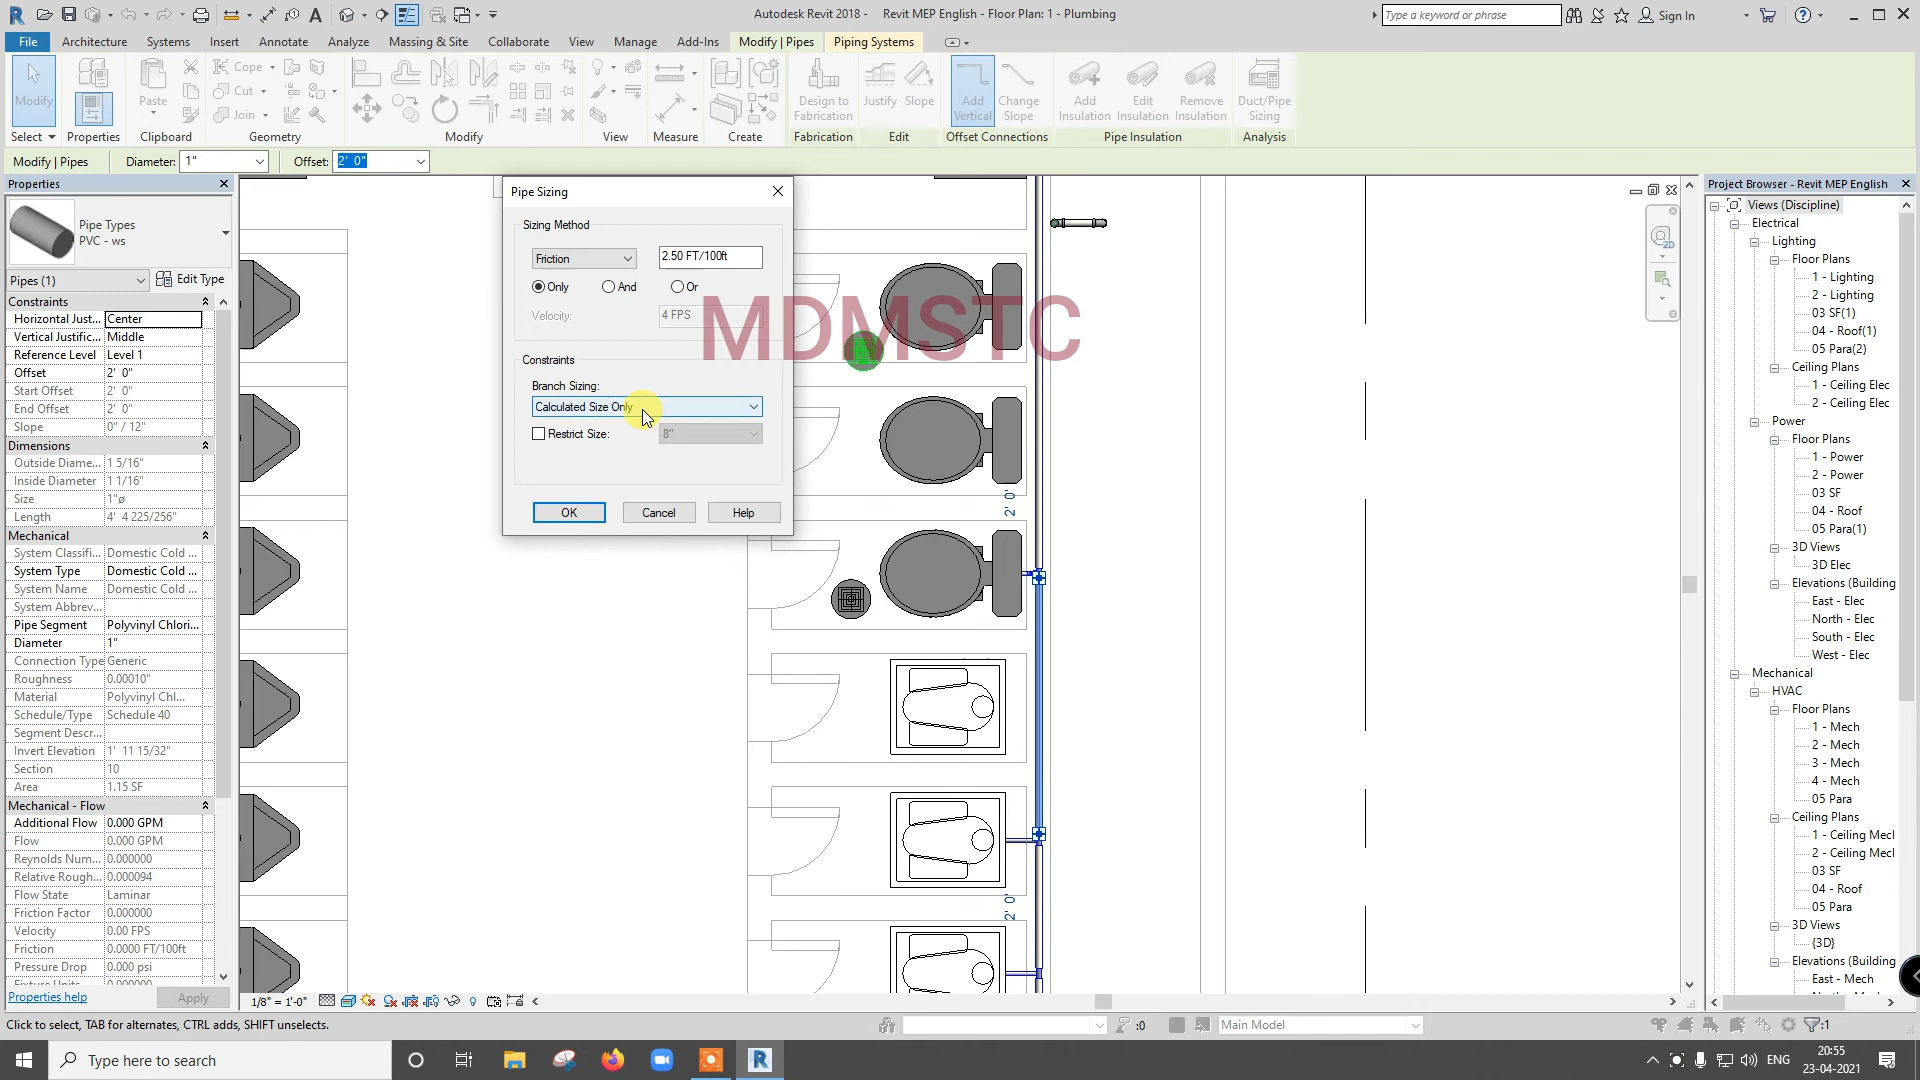 Autodesk Revit 2018 - Revit MEP English - Floor Plan: 1 - Plumbing
Type a keyword or phrase
Sign In
File Architecture Systems Insert Annotate Analyze Massing & Site Collaborate View Manage Add-Ins Modify | Pipes Piping Systems
Modify
Paste
Cope
Cut
Join
Design to Fabrication
Justify
Slope
Add Vertical
Change Slope
Add Insulation
Edit Insulation
Remove Insulation
Duct/Pipe Sizing
Select Properties Clipboard Geometry Modify View Measure Create Fabrication Edit Offset Connections Pipe Insulation Analysis
Modify | Pipes Diameter: 1" Offset: 2' 0"
Properties
Pipe Types
PVC - ws
Pipes (1) Edit Type
Constraints
Horizontal Just... Center
Vertical Justific... Middle
Reference Level Level 1
Offset 2' 0"
Start Offset 2' 0"
End Offset 2' 0"
Slope 0" / 12"
Dimensions
Outside Diame... 1 5/16"
Inside Diameter 1 1/16"
Size 1"ø
Length 4' 4 225/256"
Mechanical
System Classifi... Domestic Cold ...
System Type Domestic Cold ...
System Name Domestic Cold ...
System Abbrev...
Pipe Segment Polyvinyl Chlori...
Diameter 1"
Connection Type Generic
Roughness 0.00010"
Material Polyvinyl Chl...
Schedule/Type Schedule 40
Segment Descr...
Invert Elevation 1' 11 15/32"
Section 10
Area 1.15 SF
Mechanical - Flow
Additional Flow 0.000 GPM
Flow 0.000 GPM
Reynolds Num... 0.000000
Relative Rough... 0.000094
Flow State Laminar
Friction Factor 0.000000
Velocity 0.00 FPS
Friction 0.0000 FT/100ft
Pressure Drop 0.000 psi
Properties help Apply
Pipe Sizing
Sizing Method
Friction 2.50 FT/100ft
Only And Or
Velocity: 4 FPS
Constraints
Branch Sizing:
Calculated Size Only
Restrict Size: 8"
OK Cancel Help
MDMSTC
2' 0"
2' 0"
Project Browser - Revit MEP English
Views (Discipline)
Electrical
Lighting
Floor Plans
1 - Lighting
2 - Lighting
03 SF(1)
04 - Roof(1)
05 Para(2)
Ceiling Plans
1 - Ceiling Elec
2 - Ceiling Elec
Power
Floor Plans
1 - Power
2 - Power
03 SF
04 - Roof
05 Para(1)
3D Views
3D Elec
Elevations (Building
East - Elec
North - Elec
South - Elec
West - Elec
Mechanical
HVAC
Floor Plans
1 - Mech
2 - Mech
3 - Mech
4 - Mech
05 Para
Ceiling Plans
1 - Ceiling Mecl
2 - Ceiling Mecl
03 SF
04 - Roof
05 Para
3D Views
{3D}
Elevations (Building
East - Mech
1/8" = 1'-0"
Click to select, TAB for alternates, CTRL adds, SHIFT unselects.
:0
Main Model
:1
Type here to search
ENG
20:55
23-04-2021